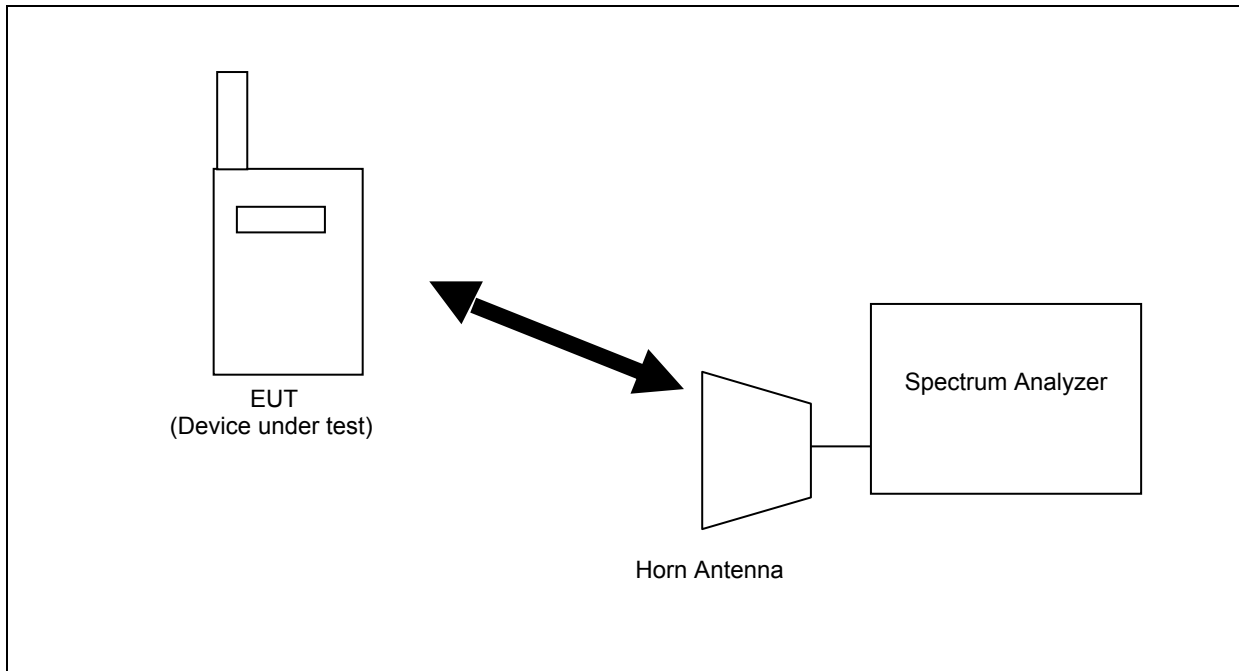 EUT
(Device under test)
Spectrum Analyzer
Horn Antenna